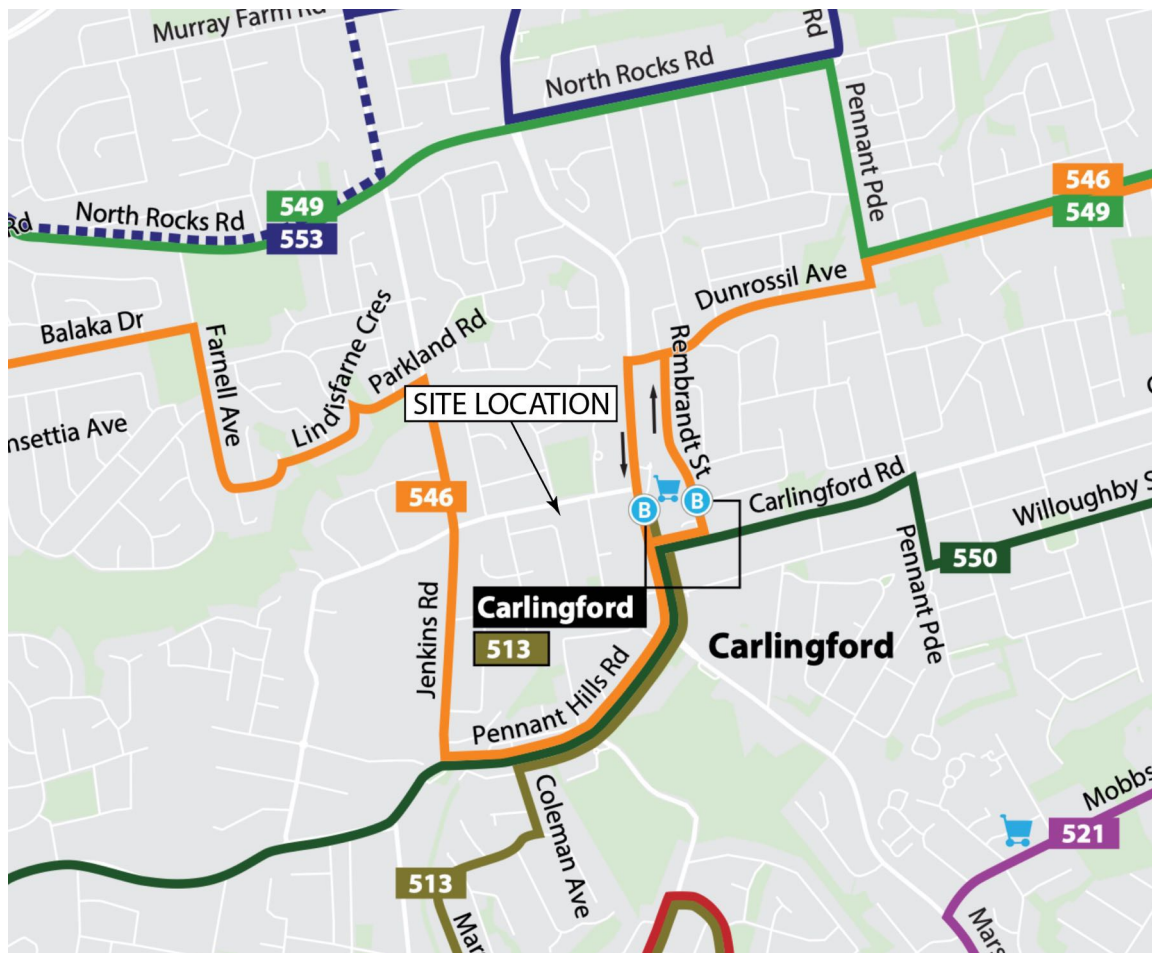 Murray Farm Rd
Rd
North Rocks Rd
Pennant Pde
546
549
549
553
North Rocks Rd
Rd
Dunrossil Ave
Balaka Dr
Farnell Ave
Lindisfarne Cres
Parkland Rd
Rembrandt St
SITE LOCATION
nsettia Ave
546
B
B
Carlingford Rd
Willoughby S
550
Pennant Pde
Carlingford
513
Carlingford
Jenkins Rd
Pennant Hills Rd
Coleman Ave
Mobbs
521
513
Mar
Mars